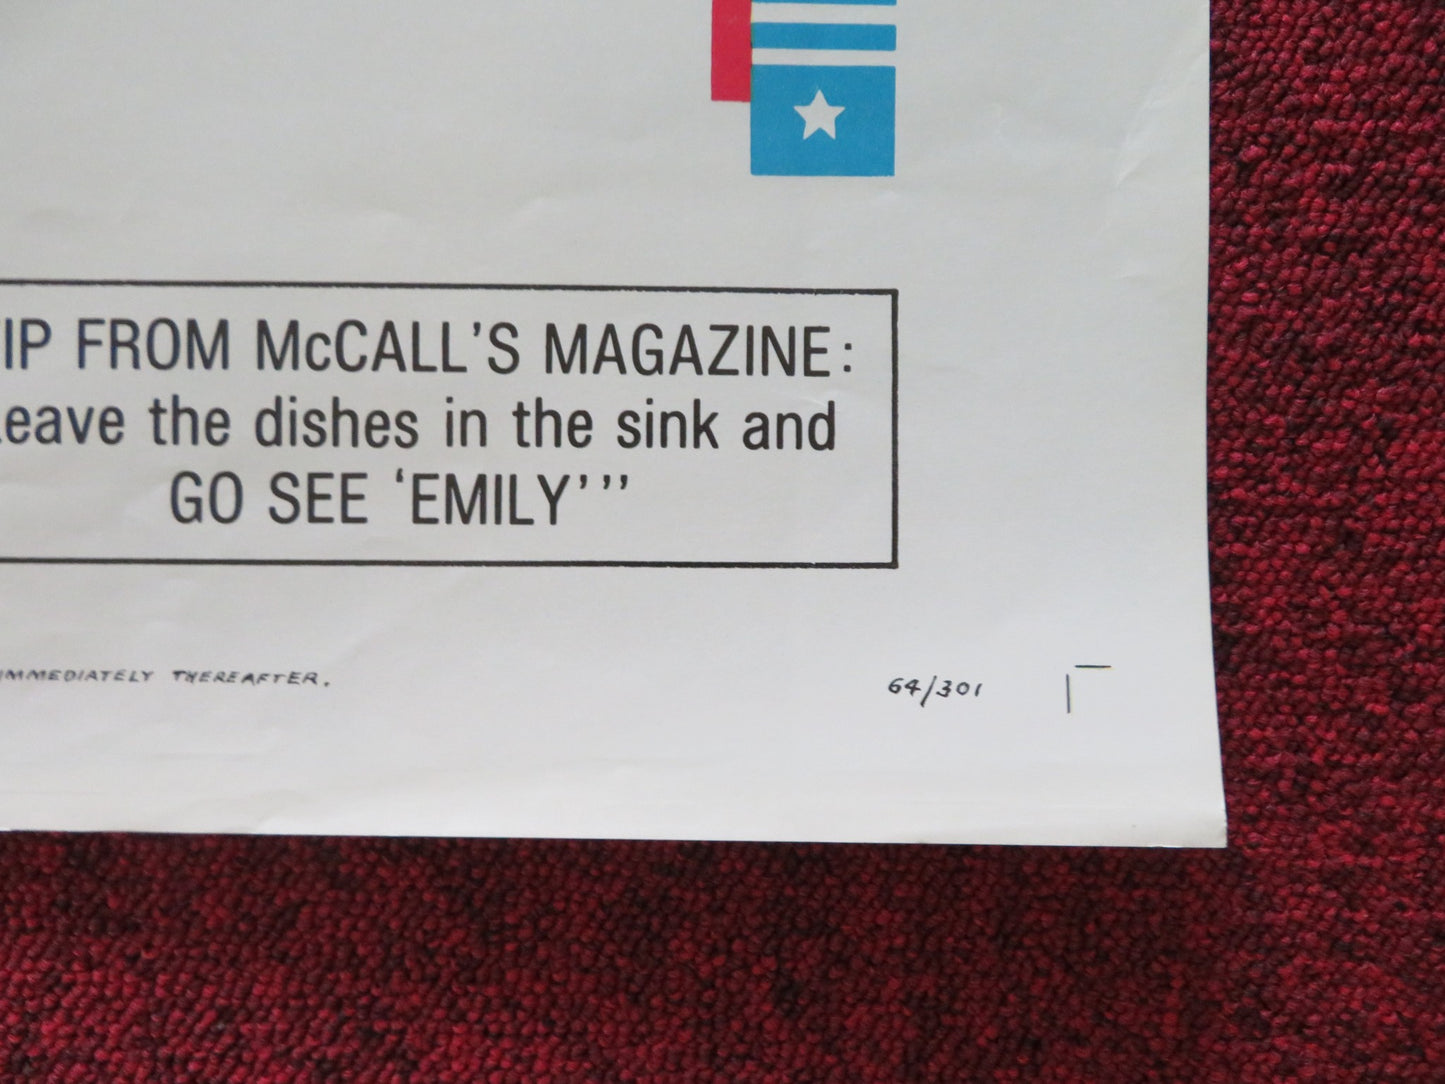 IP FROM McCALL'S MAGAZINE:
eave the dishes in the sink and
GO SEE 'EMILY'"
IMMEDIATELY THEREAFTER.
64/301